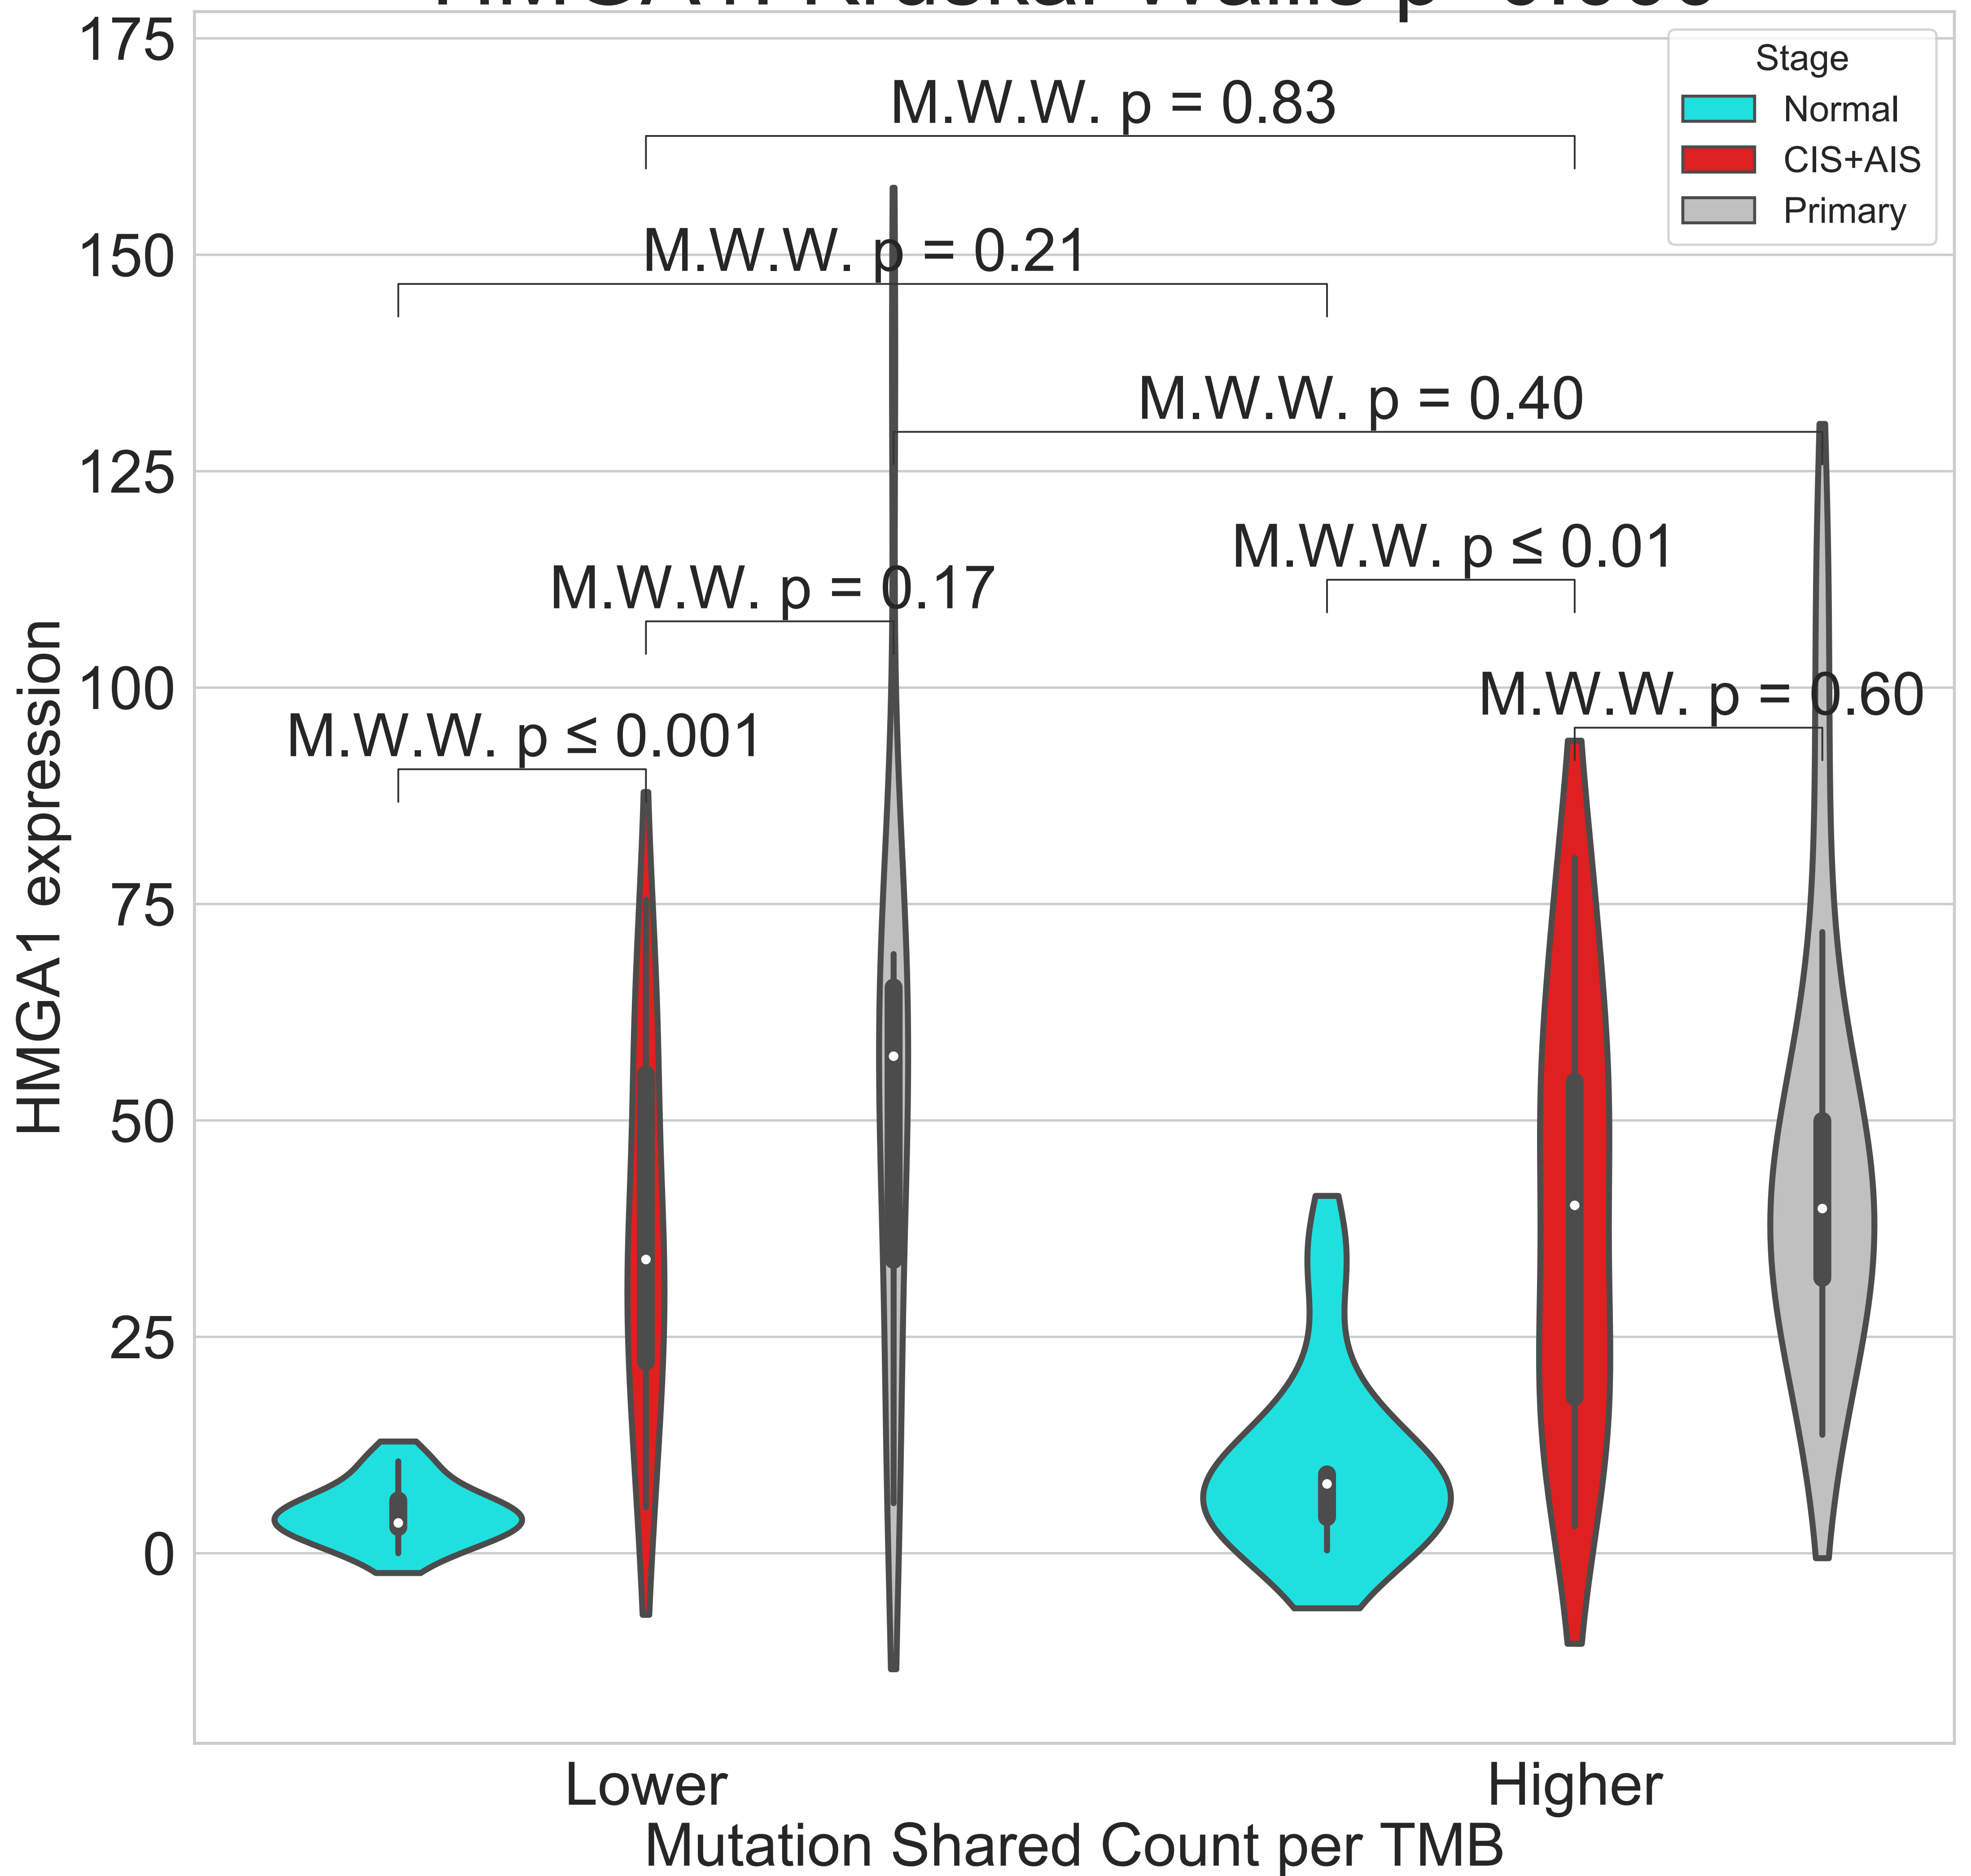 175
Stage
Normal
CIS+AIS
Primary
M.W.W. p = 0.83
150
M.W.W. p = 0.21
M.W.W. p = 0.40
125
M.W.W. p ≤ 0.01
M.W.W. p = 0.17
100
M.W.W. p = 0.60
M.W.W. p ≤ 0.001
75
50
25
0
HMGA1 expression
Lower
Higher
Mutation Shared Count per TMB